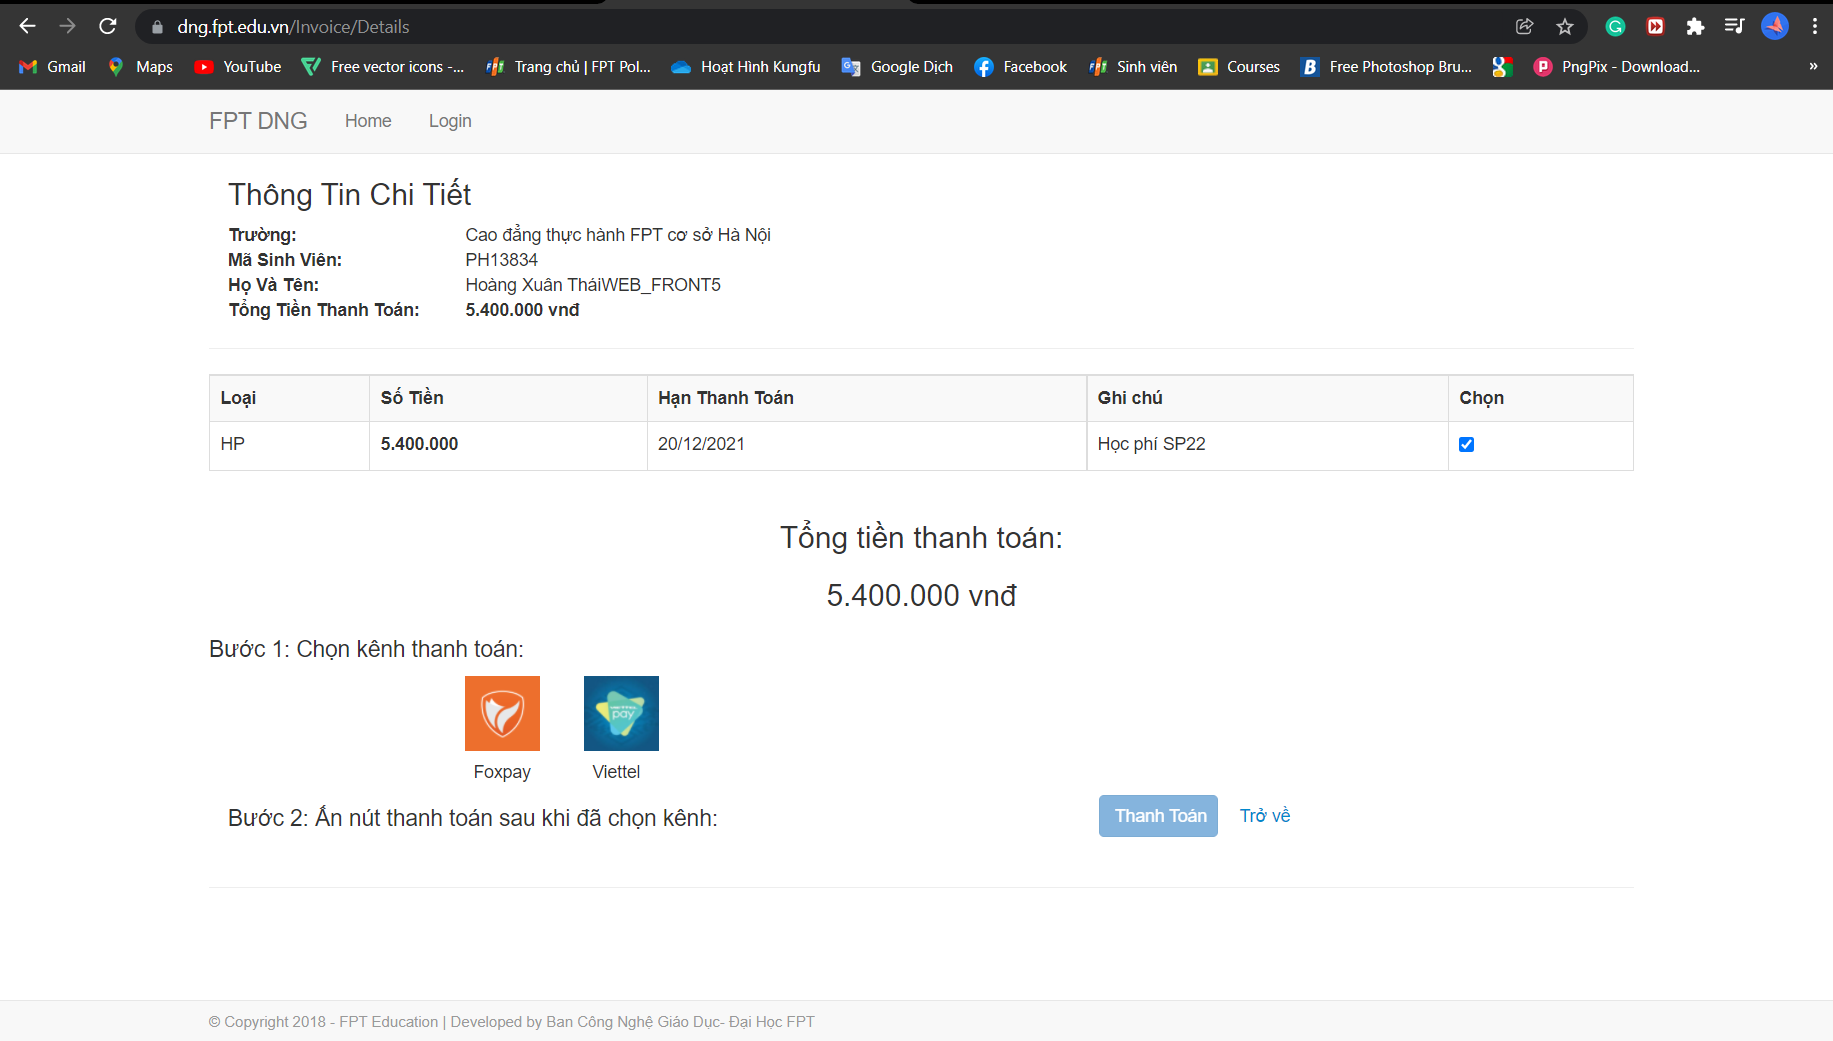 dng.fpt.edu.vn/Invoice/Details
Gmail Maps YouTube Free vector icons -... Trang chủ | FPT Pol... Hoạt Hình Kungfu Google Dịch Facebook Sinh viên Courses Free Photoshop Bru... PngPix - Download... »
FPT DNG Home Login
Thông Tin Chi Tiết
Trường: Cao đẳng thực hành FPT cơ sở Hà Nội
Mã Sinh Viên: PH13834
Họ Và Tên: Hoàng Xuân TháiWEB_FRONT5
Tổng Tiền Thanh Toán: 5.400.000 vnđ
Loại Số Tiền Hạn Thanh Toán Ghi chú Chọn
HP 5.400.000 20/12/2021 Học phí SP22
Tổng tiền thanh toán:
5.400.000 vnđ
Bước 1: Chọn kênh thanh toán:
pay
Foxpay Viettel
Bước 2: Ấn nút thanh toán sau khi đã chọn kênh: Thanh Toán Trở về
© Copyright 2018 - FPT Education | Developed by Ban Công Nghệ Giáo Dục- Đại Học FPT